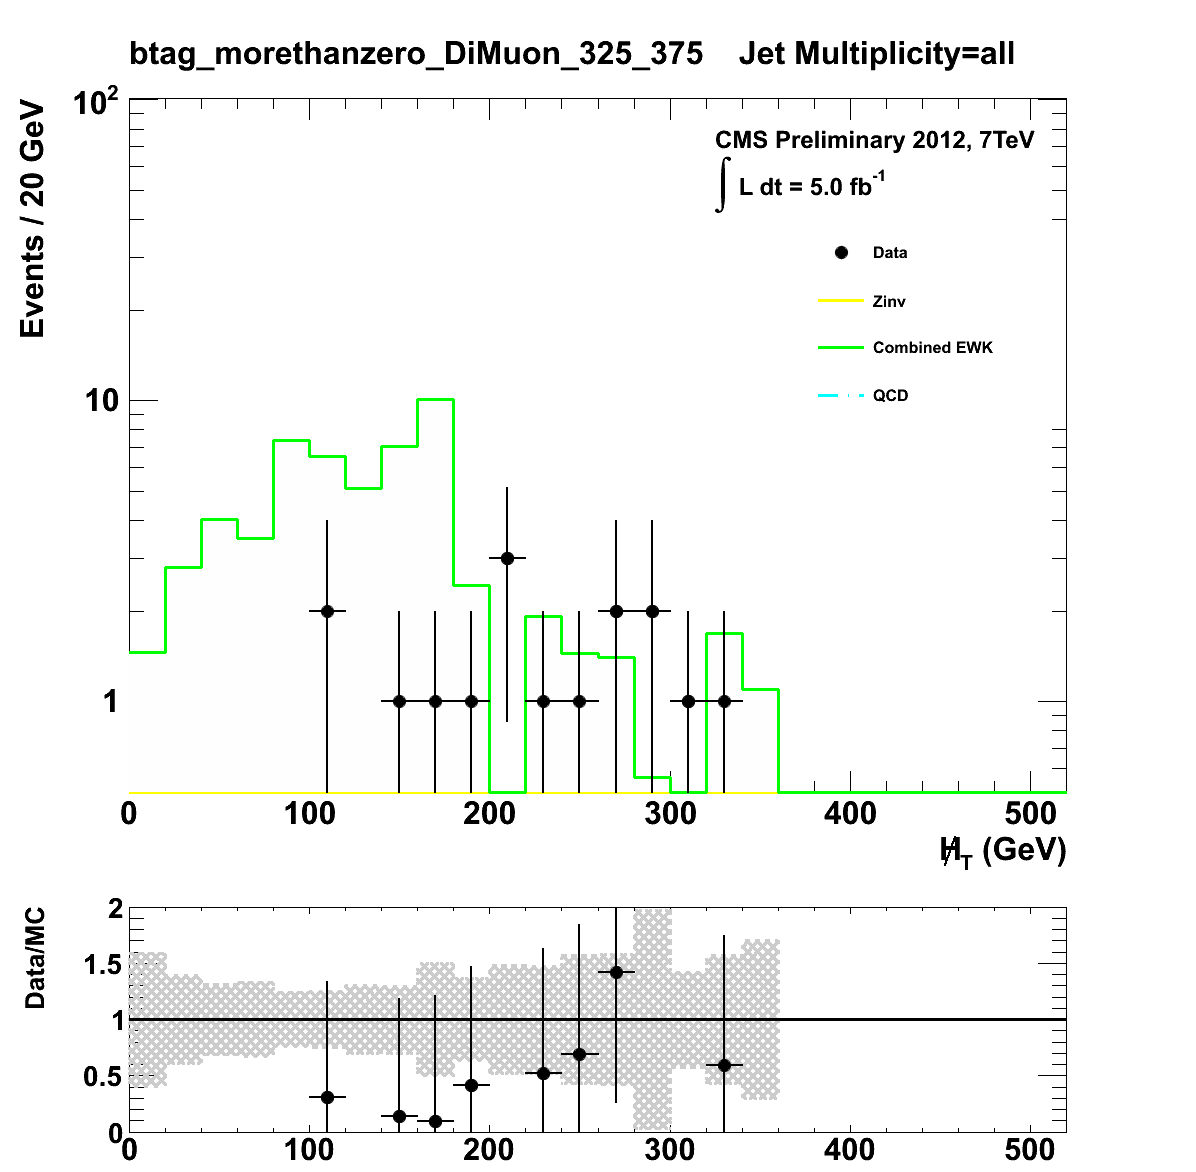 btag_morethanzero_DiMuon_325_375 Jet Multiplicity=all
Events / 20 GeV
10²
10
1
CMS Preliminary 2012, 7TeV
∫ L dt = 5.0 fb⁻¹
Data
Zinv
Combined EWK
QCD
0 100 200 300 400 500
H̸_T (GeV)
Data/MC
2
1.5
1
0.5
0
0 100 200 300 400 500